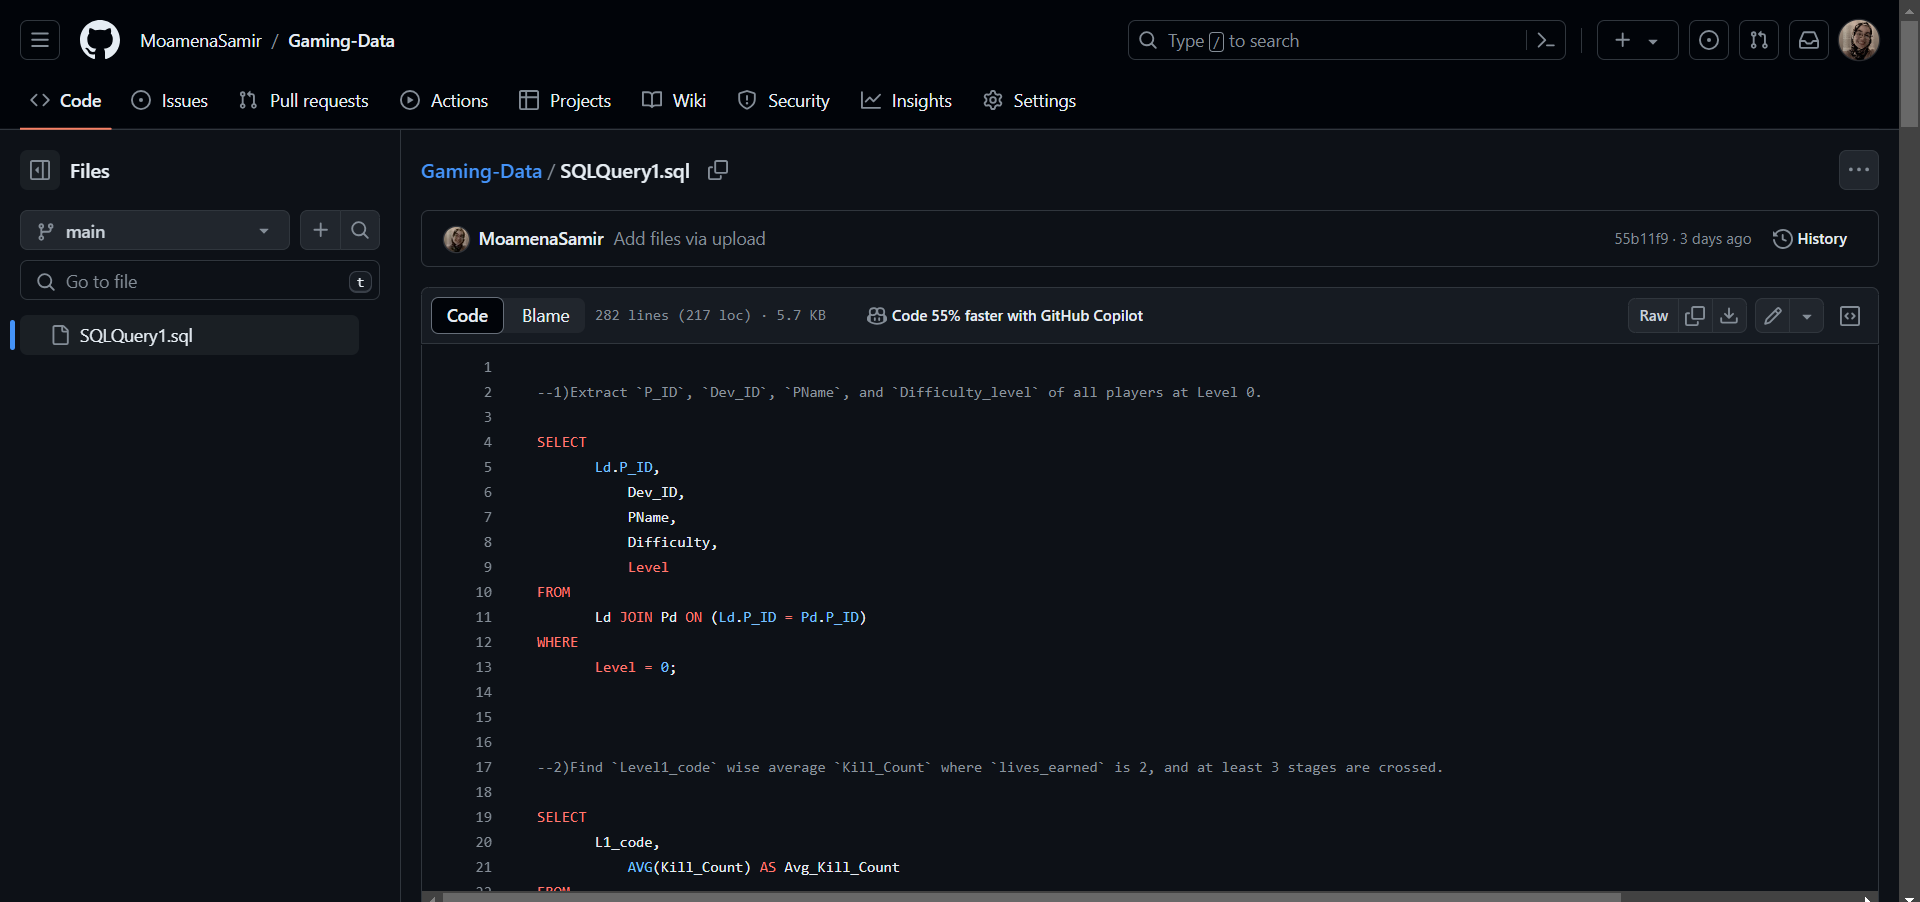 MoamenaSamir / Gaming-Data
Type / to search
Code Issues Pull requests Actions Projects Wiki Security Insights Settings
Files
main
Go to file t
SQLQuery1.sql
Gaming-Data / SQLQuery1.sql
MoamenaSamir Add files via upload 55b11f9 · 3 days ago History
Code Blame 282 lines (217 loc) · 5.7 KB Code 55% faster with GitHub Copilot Raw
1
2 --1)Extract `P_ID`, `Dev_ID`, `PName`, and `Difficulty_level` of all players at Level 0.
3
4 SELECT
5 Ld.P_ID,
6 Dev_ID,
7 PName,
8 Difficulty,
9 Level
10 FROM
11 Ld JOIN Pd ON (Ld.P_ID = Pd.P_ID)
12 WHERE
13 Level = 0;
14
15
16
17 --2)Find `Level1_code` wise average `Kill_Count` where `lives_earned` is 2, and at least 3 stages are crossed.
18
19 SELECT
20 L1_code,
21 AVG(Kill_Count) AS Avg_Kill_Count
22 FROM